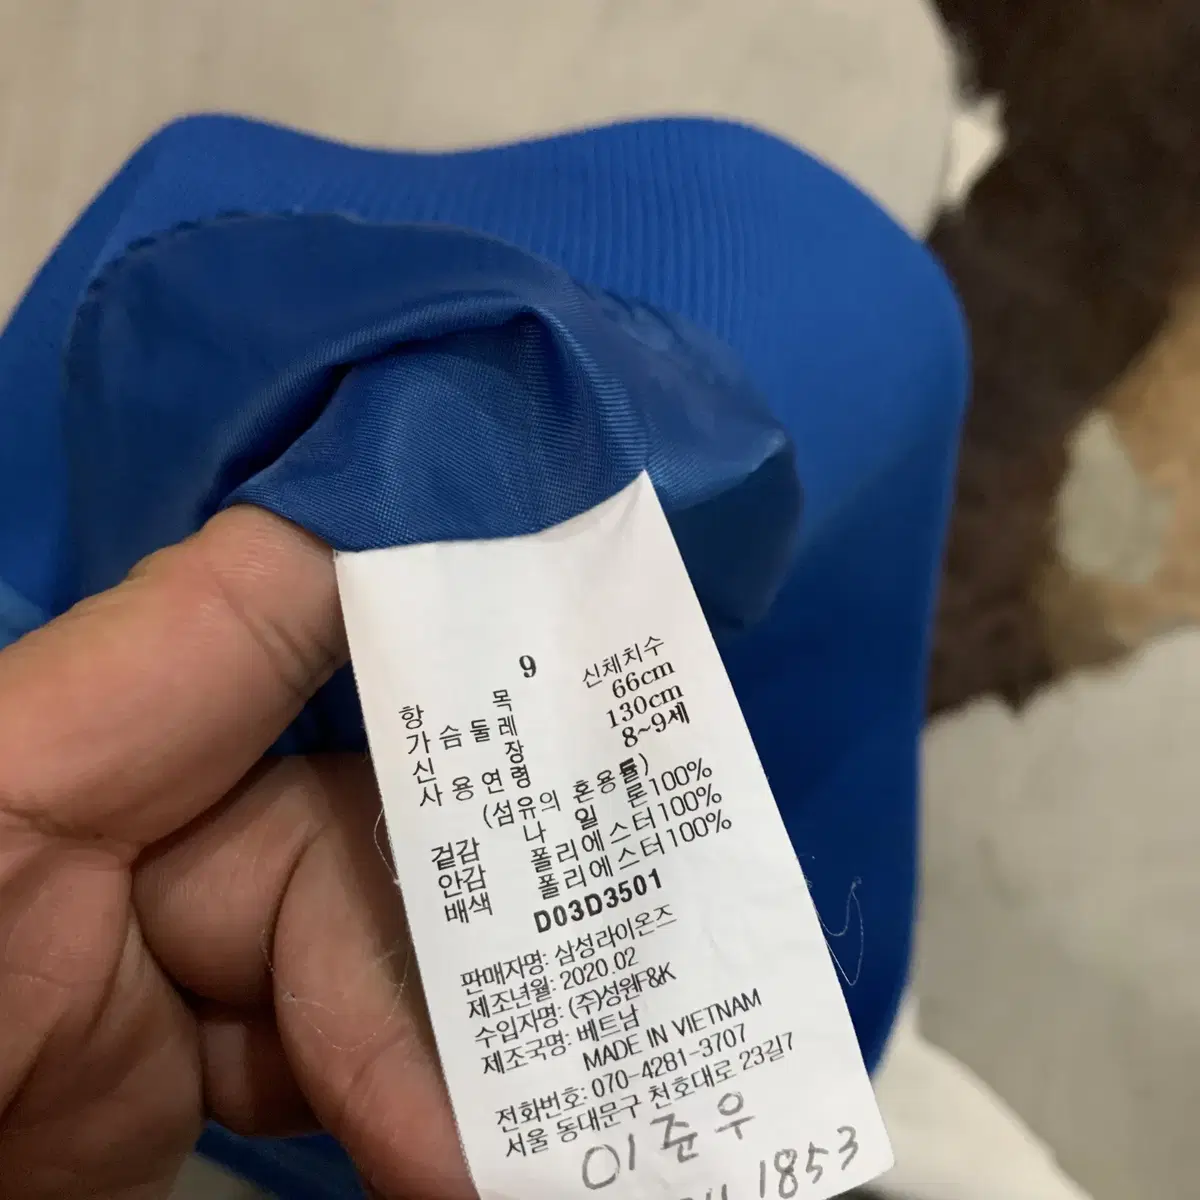 9
항 목 신체치수
가슴둘레 66cm
신 장 130cm
사용연령 8~9세
(섬유의 혼용률)
겉감 나 일 론100%
안감 폴리에스터100%
배색 폴리에스터100%
D03D3501
판매자명: 삼성라이온즈
제조년월: 2020.02
수입자명: (주)성원F&K
제조국명: 베트남
MADE IN VIETNAM
전화번호: 070-4281-3707
서울 동대문구 천호대로 23길7
이준우
1853